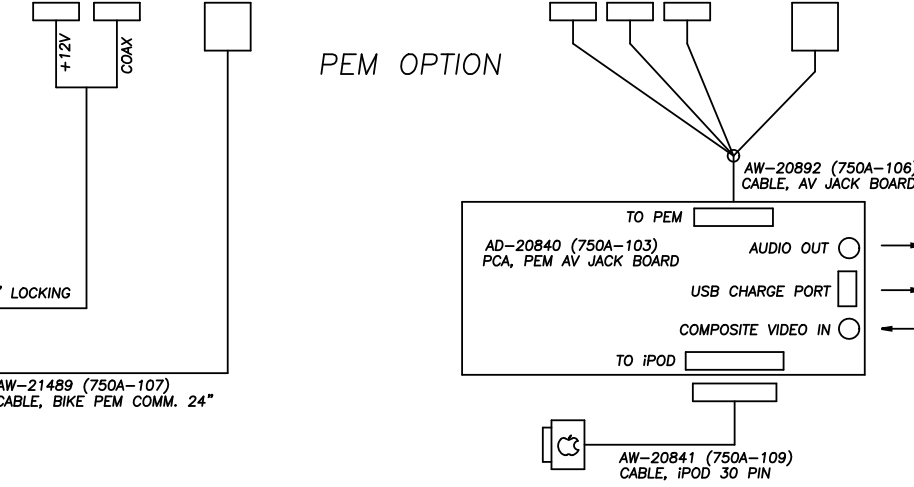 +12V
COAX
PEM OPTION
AW-20892 (750A-106)
CABLE, AV JACK BOARD
TO PEM
AD-20840 (750A-103)
PCA, PEM AV JACK BOARD
AUDIO OUT
" LOCKING
USB CHARGE PORT
COMPOSITE VIDEO IN
TO iPOD
AW-21489 (750A-107)
CABLE, BIKE PEM COMM. 24"
AW-20841 (750A-109)
CABLE, iPOD 30 PIN